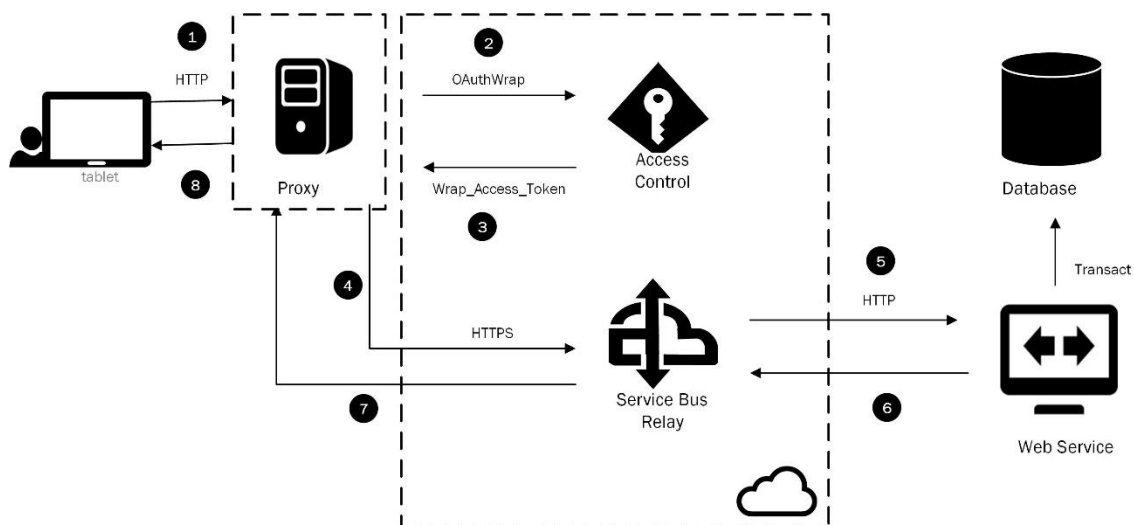 1
2
HTTP
OAuthWrap
tablet
8
Proxy
Access
Control
Wrap_Access_Token
3
Database
4
5
Transact
HTTP
HTTPS
Service Bus
Relay
7
6
Web Service